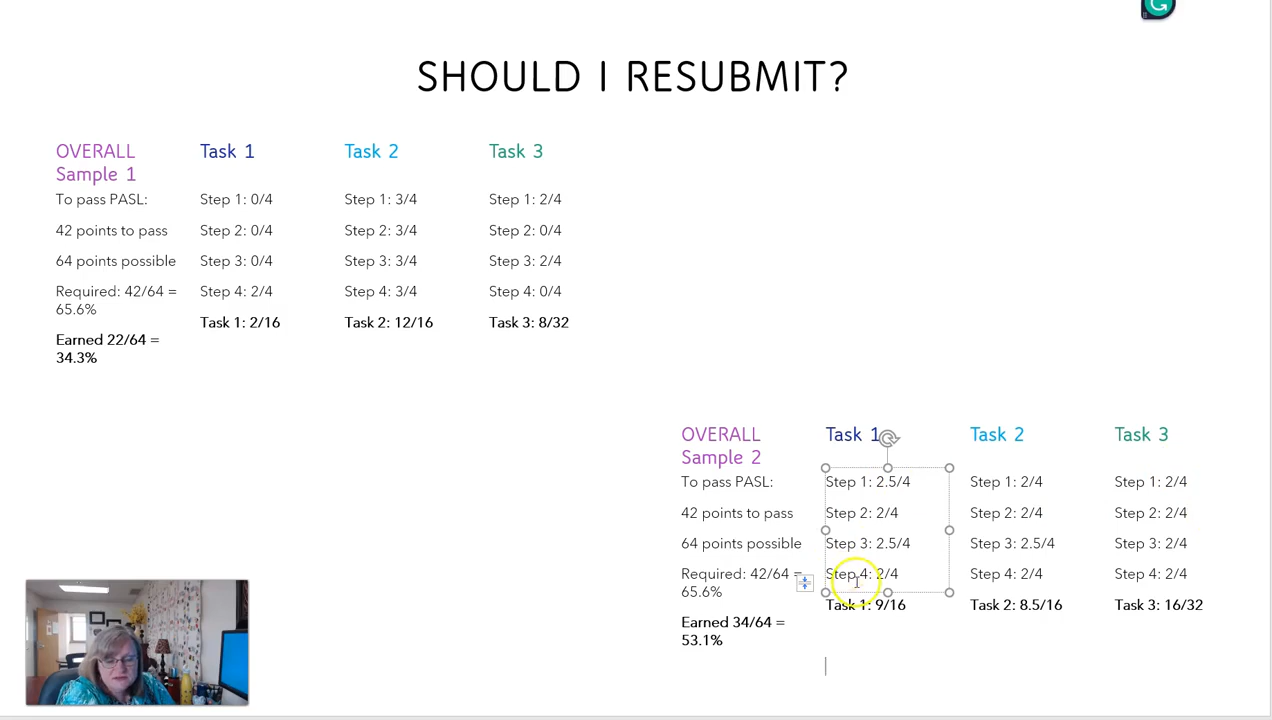 SHOULD I RESUBMIT?
OVERALL
Sample 1
To pass PASL:
42 points to pass
64 points possible
Required: 42/64 =
65.6%
Earned 22/64 =
34.3%
Task 1
Step 1: 0/4
Step 2: 0/4
Step 3: 0/4
Step 4: 2/4
Task 1: 2/16
Task 2
Step 1: 3/4
Step 2: 3/4
Step 3: 3/4
Step 4: 3/4
Task 2: 12/16
Task 3
Step 1: 2/4
Step 2: 0/4
Step 3: 2/4
Step 4: 0/4
Task 3: 8/32
OVERALL
Sample 2
To pass PASL:
42 points to pass
64 points possible
Required: 42/64 =
65.6%
Earned 34/64 =
53.1%
Task 1
Step 1: 2.5/4
Step 2: 2/4
Step 3: 2.5/4
Step 4: 2/4
Task 1: 9/16
Task 2
Step 1: 2/4
Step 2: 2/4
Step 3: 2.5/4
Step 4: 2/4
Task 2: 8.5/16
Task 3
Step 1: 2/4
Step 2: 2/4
Step 3: 2/4
Step 4: 2/4
Task 3: 16/32